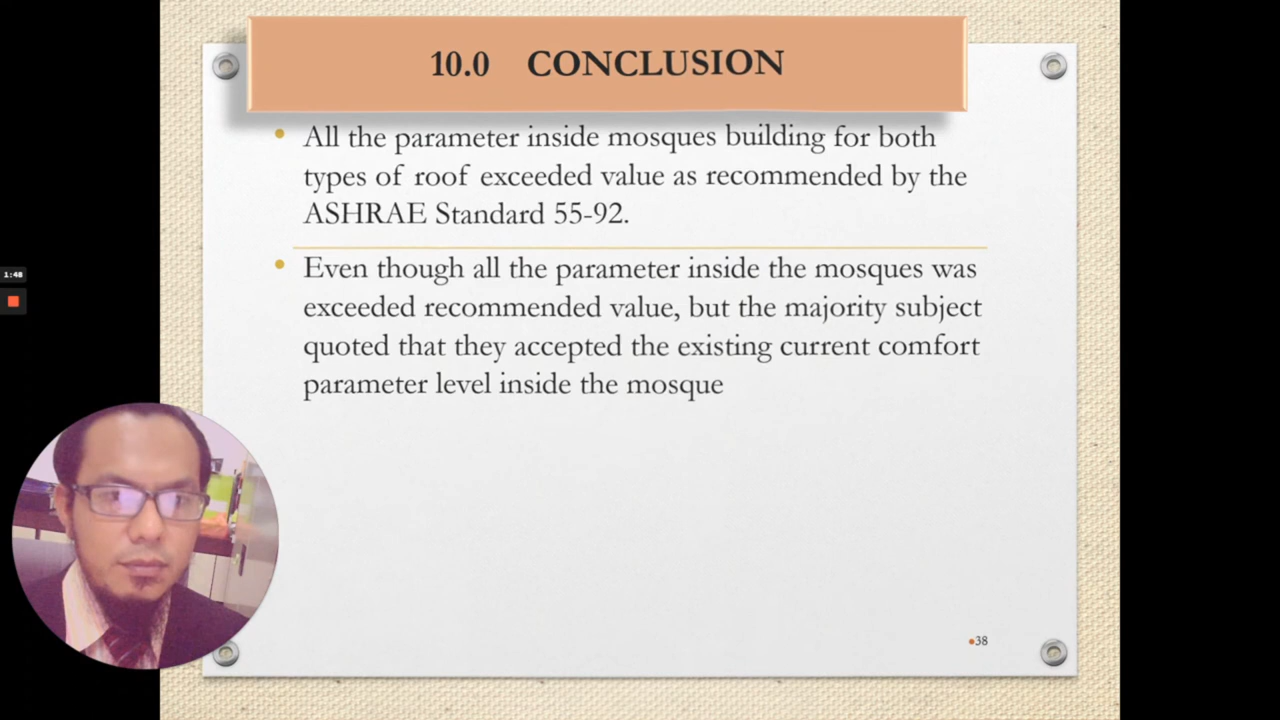 10.0 CONCLUSION
All the parameter inside mosques building for both
types of roof exceeded value as recommended by the
ASHRAE Standard 55-92.
Even though all the parameter inside the mosques was
exceeded recommended value, but the majority subject
quoted that they accepted the existing current comfort
parameter level inside the mosque
1:48
38